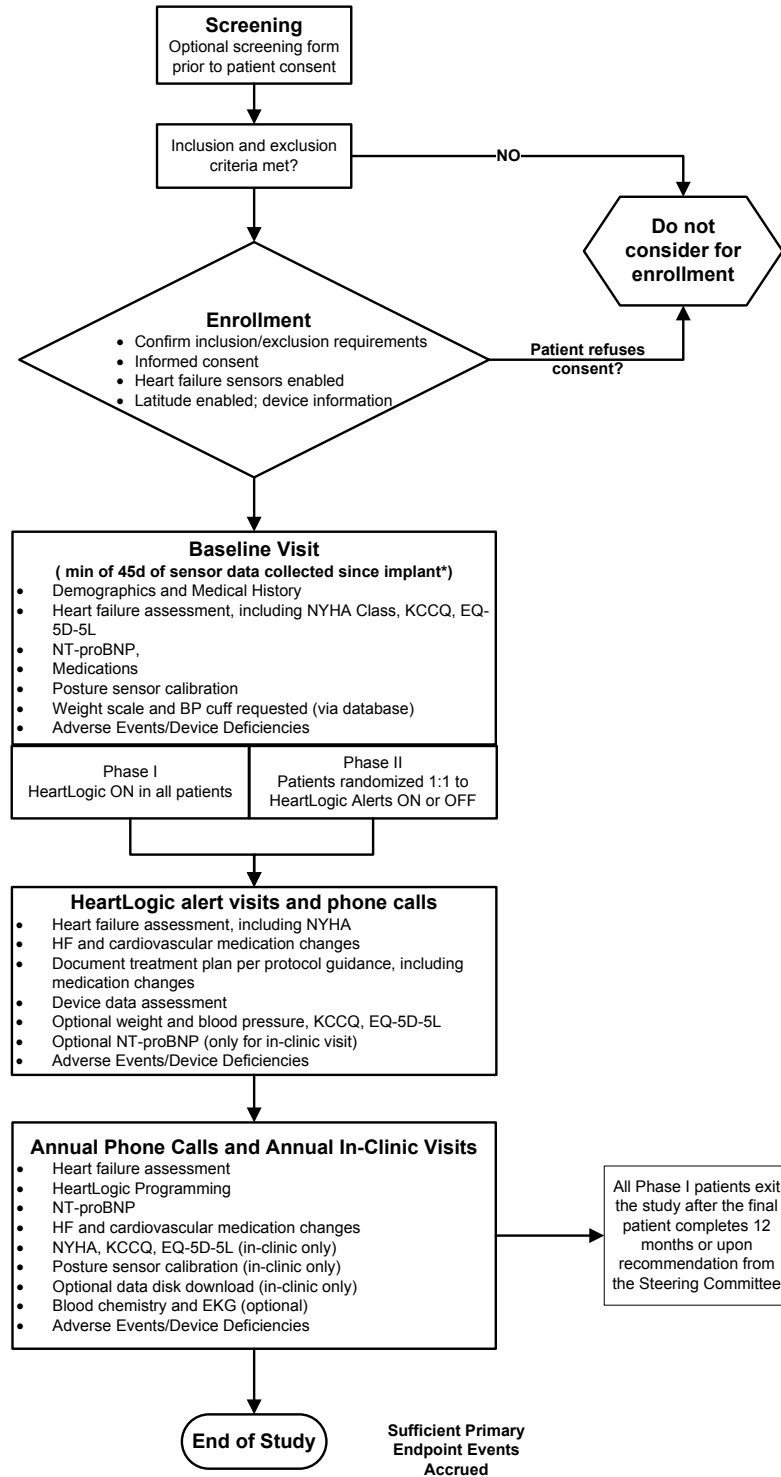 Screening
Optional screening form
prior to patient consent
Inclusion and exclusion
criteria met?
NO
Do not
consider for
enrollment
Enrollment
• Confirm inclusion/exclusion requirements
• Informed consent
• Heart failure sensors enabled
• Latitude enabled; device information
Patient refuses
consent?
Baseline Visit
( min of 45d of sensor data collected since implant*)
• Demographics and Medical History
• Heart failure assessment, including NYHA Class, KCCQ, EQ-
5D-5L
• NT-proBNP,
• Medications
• Posture sensor calibration
• Weight scale and BP cuff requested (via database)
• Adverse Events/Device Deficiencies
Phase I
HeartLogic ON in all patients
Phase II
Patients randomized 1:1 to
HeartLogic Alerts ON or OFF
HeartLogic alert visits and phone calls
• Heart failure assessment, including NYHA
• HF and cardiovascular medication changes
• Document treatment plan per protocol guidance, including
medication changes
• Device data assessment
• Optional weight and blood pressure, KCCQ, EQ-5D-5L
• Optional NT-proBNP (only for in-clinic visit)
• Adverse Events/Device Deficiencies
Annual Phone Calls and Annual In-Clinic Visits
• Heart failure assessment
• HeartLogic Programming
• NT-proBNP
• HF and cardiovascular medication changes
• NYHA, KCCQ, EQ-5D-5L (in-clinic only)
• Posture sensor calibration (in-clinic only)
• Optional data disk download (in-clinic only)
• Blood chemistry and EKG (optional)
• Adverse Events/Device Deficiencies
All Phase I patients exit
the study after the final
patient completes 12
months or upon
recommendation from
the Steering Committee
End of Study
Sufficient Primary
Endpoint Events
Accrued